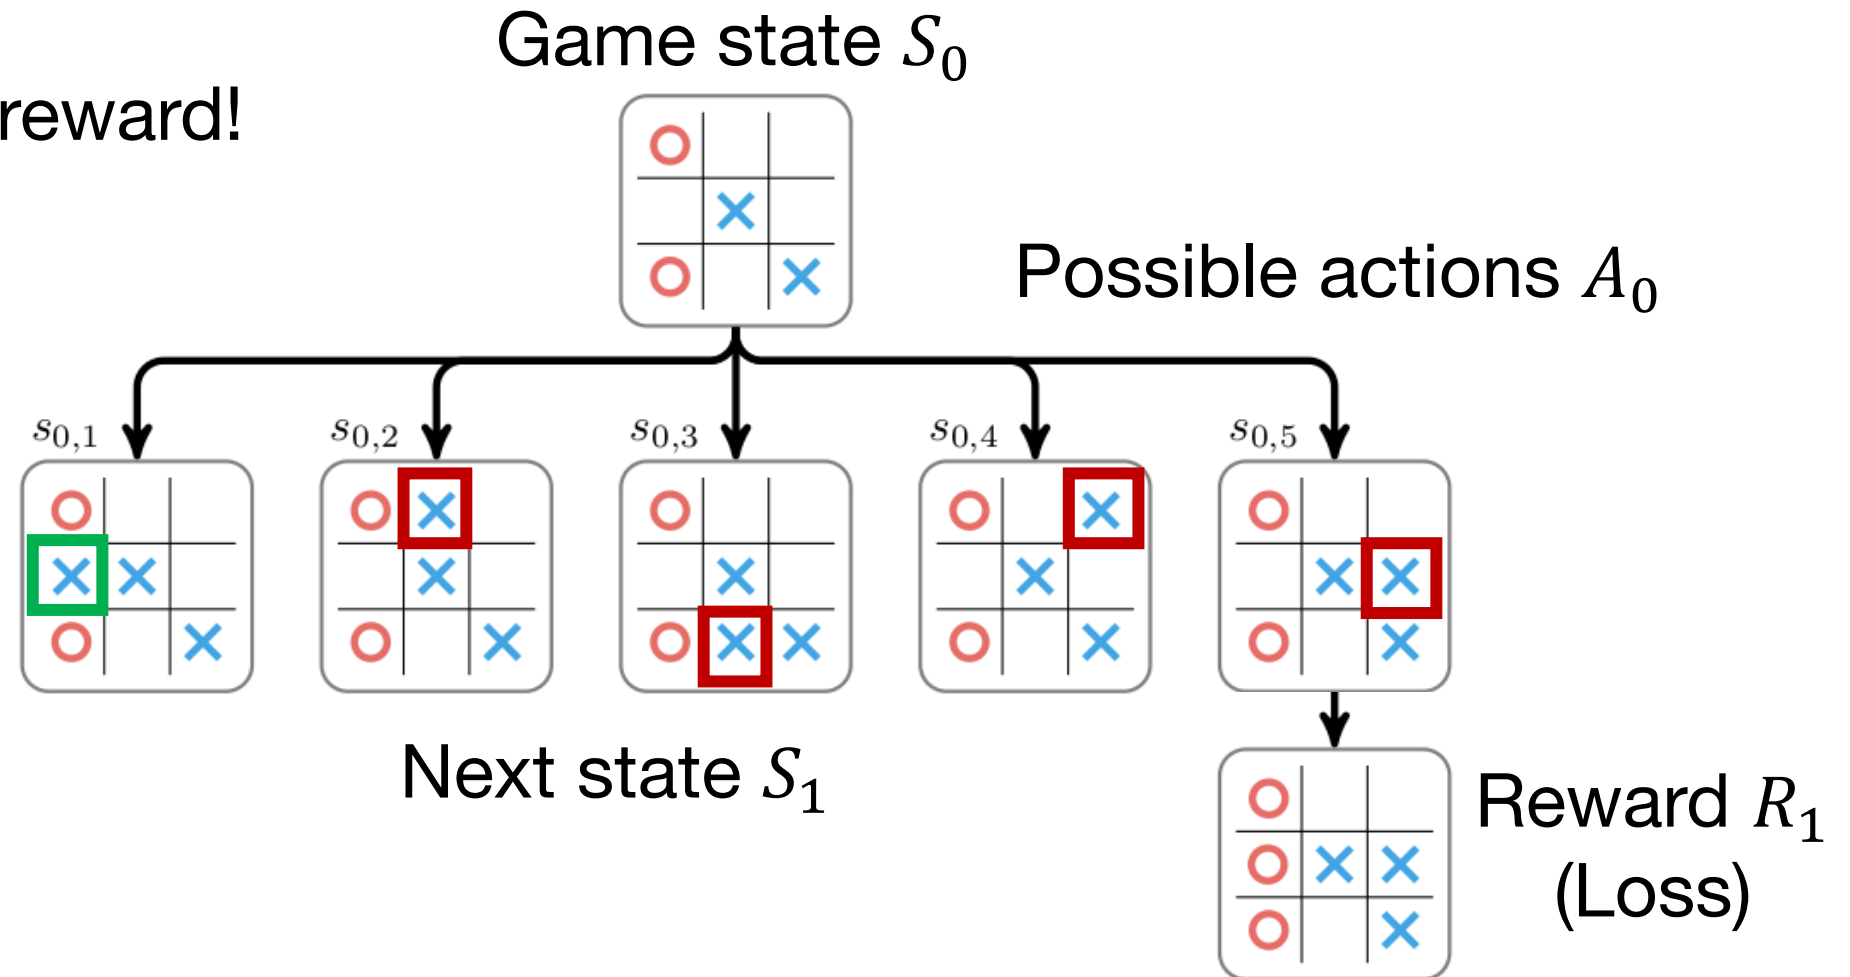 Game state S₀
reward!
Possible actions A₀
s₀,₁
s₀,₂
s₀,₃
s₀,₄
s₀,₅
Next state S₁
Reward R₁
(Loss)